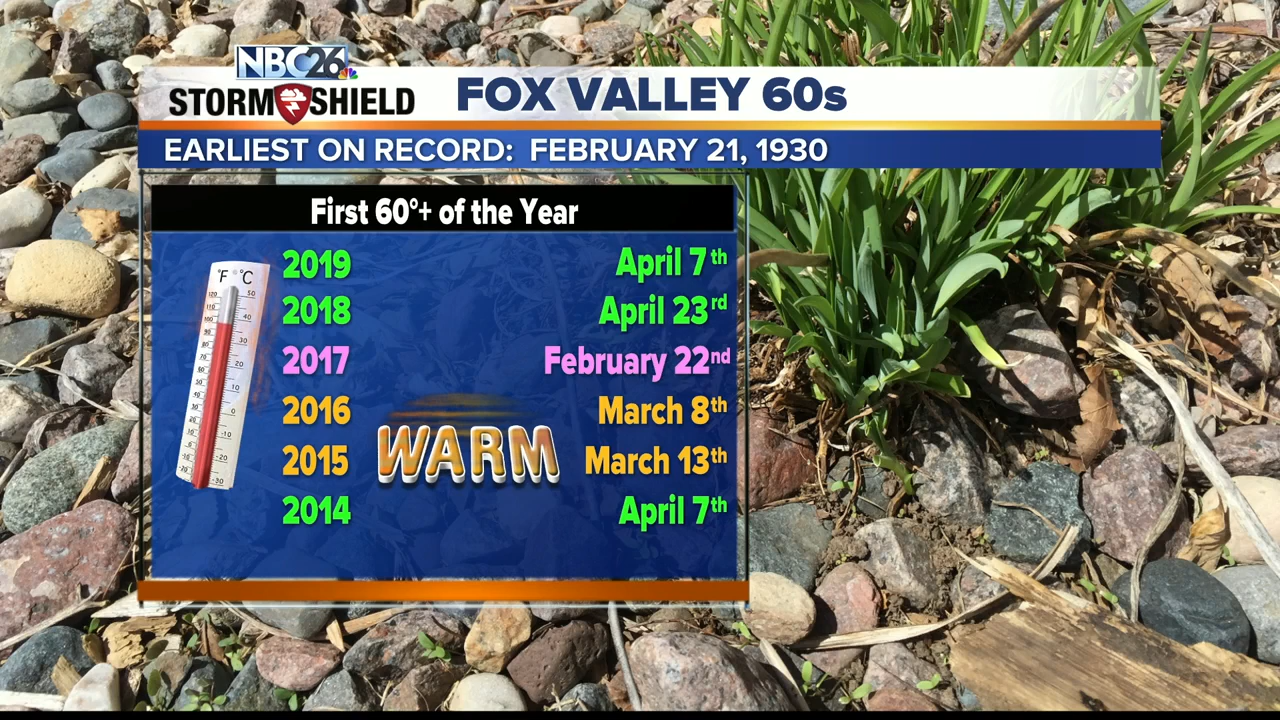 NBC26
STORM SHIELD
FOX VALLEY 60s
EARLIEST ON RECORD: FEBRUARY 21, 1930
First 60°+ of the Year
°F °C
2019 April 7th
2018 April 23rd
2017 February 22nd
2016 March 8th
2015 March 13th
2014 April 7th
WARM